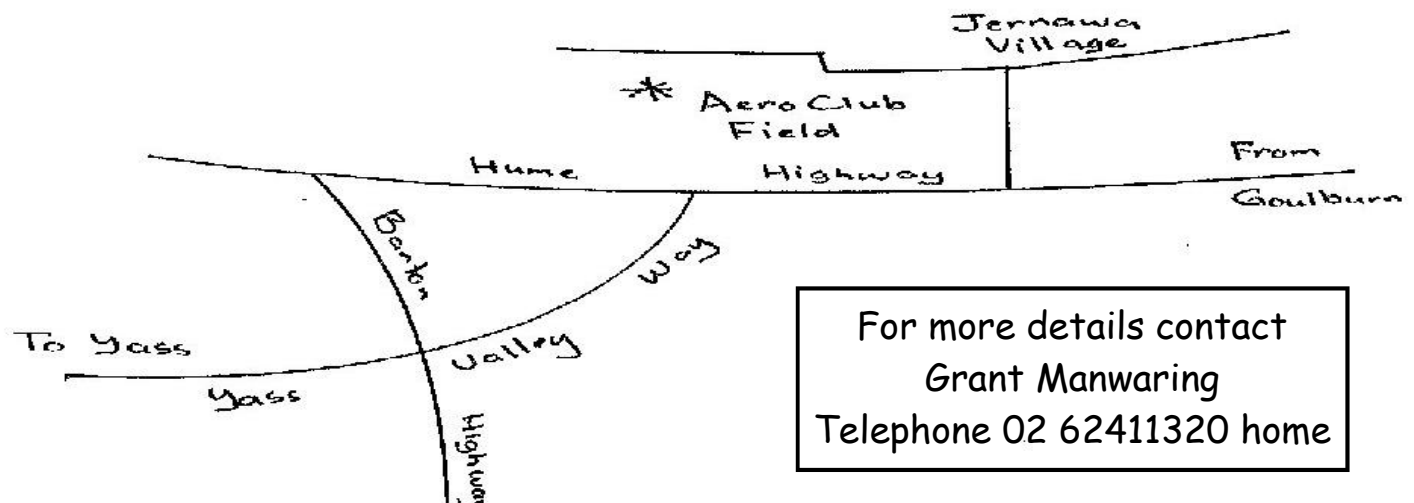 Jernawa
Village
Aero Club
Field
Hume Highway
From
Goulburn
Barton
Highway
To Yass
Yass Valley Way
For more details contact
Grant Manwaring
Telephone 02 62411320 home